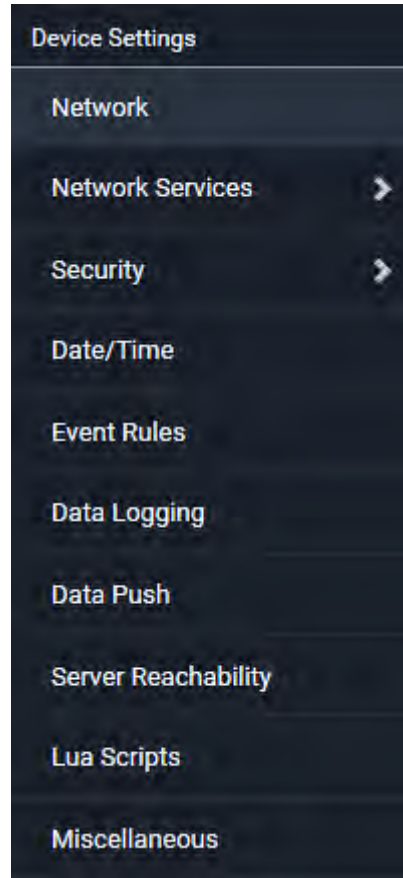 Device Settings
Network
Network Services
Security
Date/Time
Event Rules
Data Logging
Data Push
Server Reachability
Lua Scripts
Miscellaneous